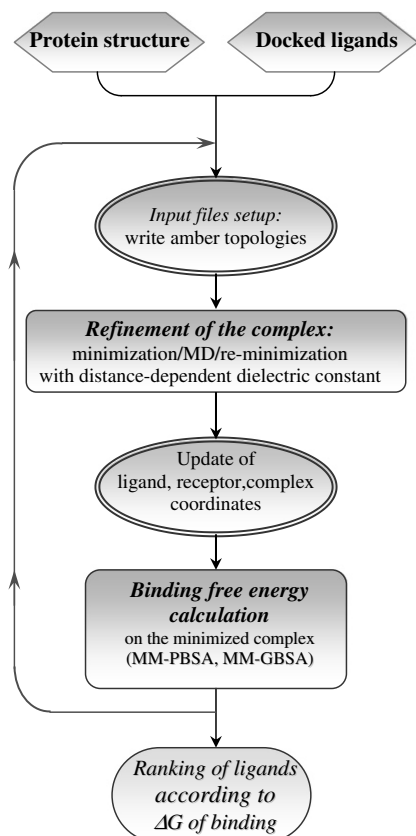 Protein structure
Docked ligands
Input files setup:
write amber topologies
Refinement of the complex:
minimization/MD/re-minimization
with distance-dependent dielectric constant
Update of
ligand, receptor,complex
coordinates
Binding free energy
calculation
on the minimized complex
(MM-PBSA, MM-GBSA)
Ranking of ligands
according to
ΔG of binding